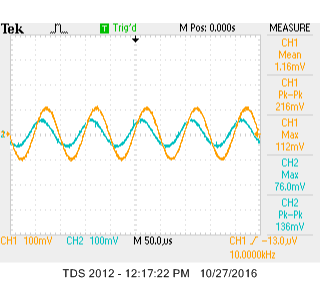 Tek T Trig'd M Pos: 0.000s MEASURE
CH1
Mean
1.16mV
CH1
Pk-Pk
216mV
CH1
Max
112mV
2
CH2
Max
76.0mV
CH2
Pk-Pk
136mV
CH1 100mV CH2 100mV M 50.0µs CH1 -13.0µV
10.0000kHz
TDS 2012 - 12:17:22 PM 10/27/2016